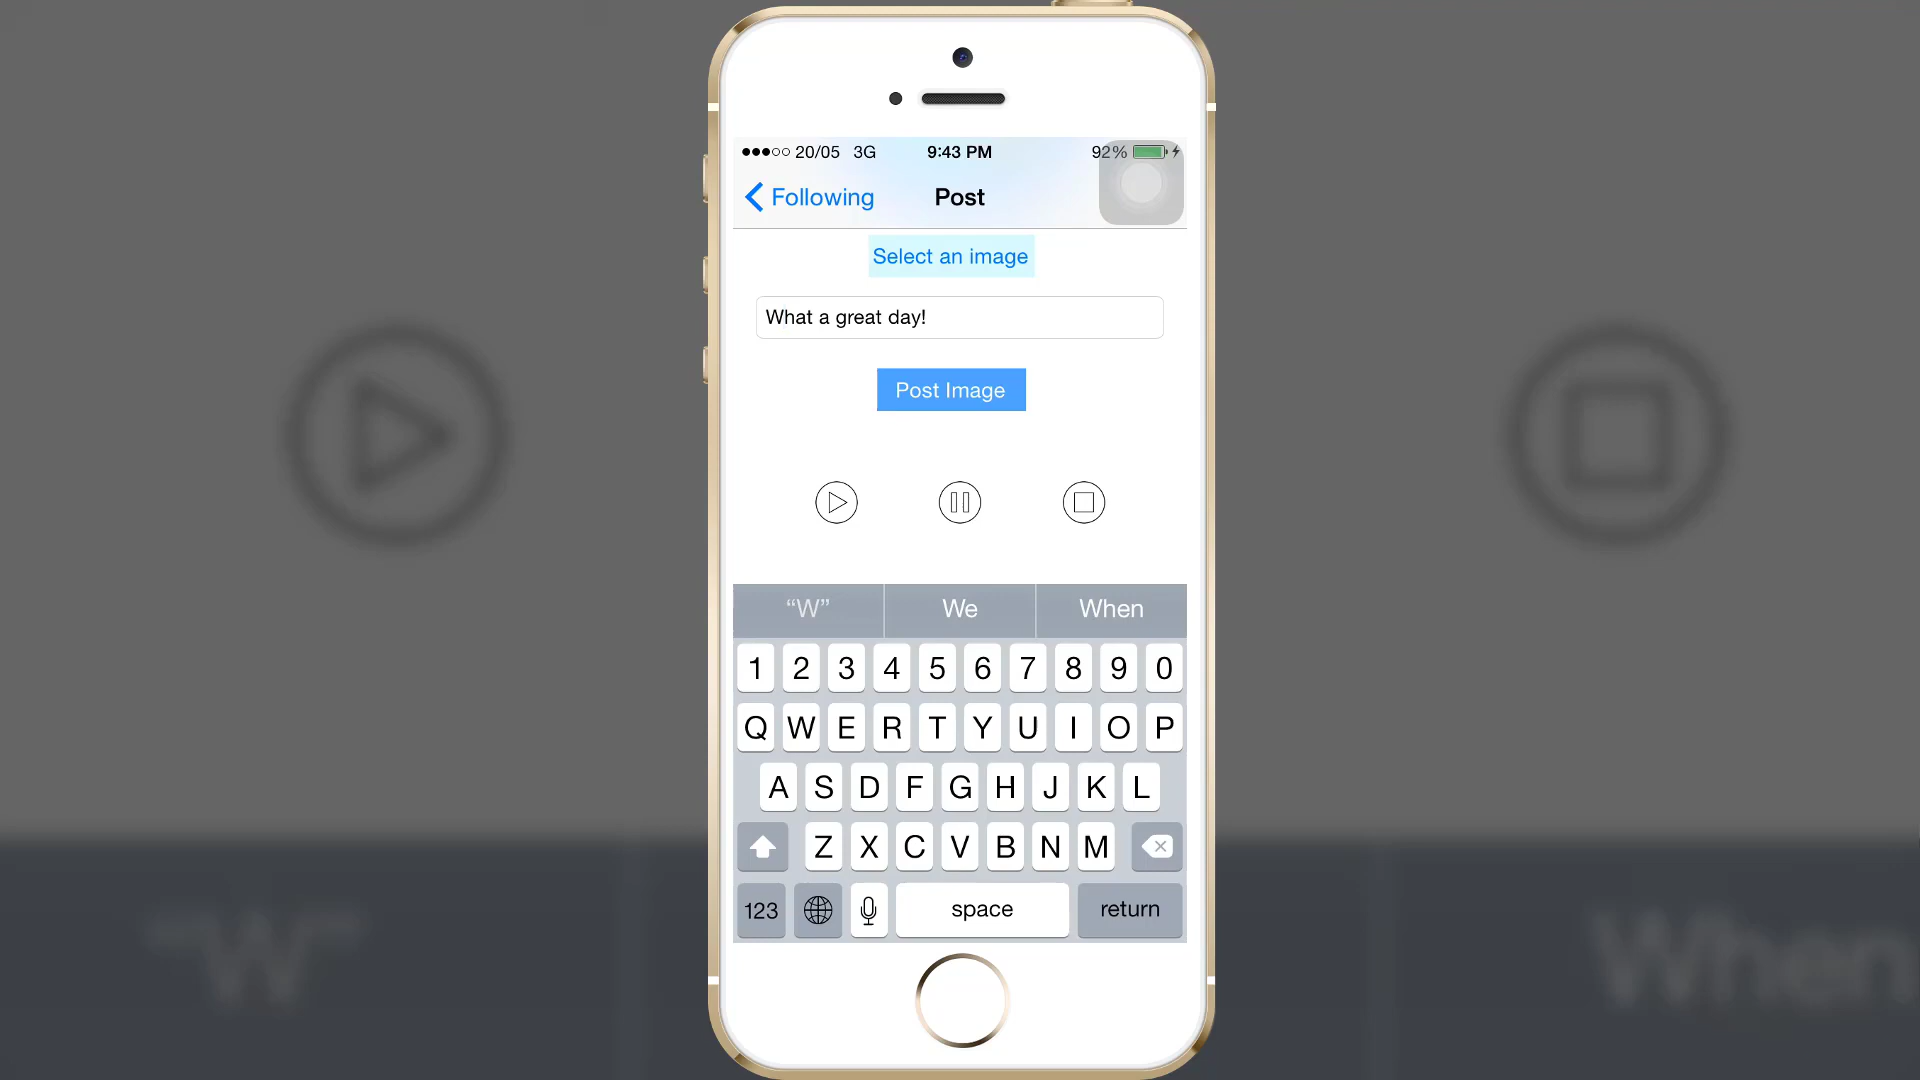 20/05 3G 9:43 PM 92%
Following Post
Select an image
What a great day!
Post Image
“W” We When
1 2 3 4 5 6 7 8 9 0
Q W E R T Y U I O P
A S D F G H J K L
Z X C V B N M
123 space return
“W” When